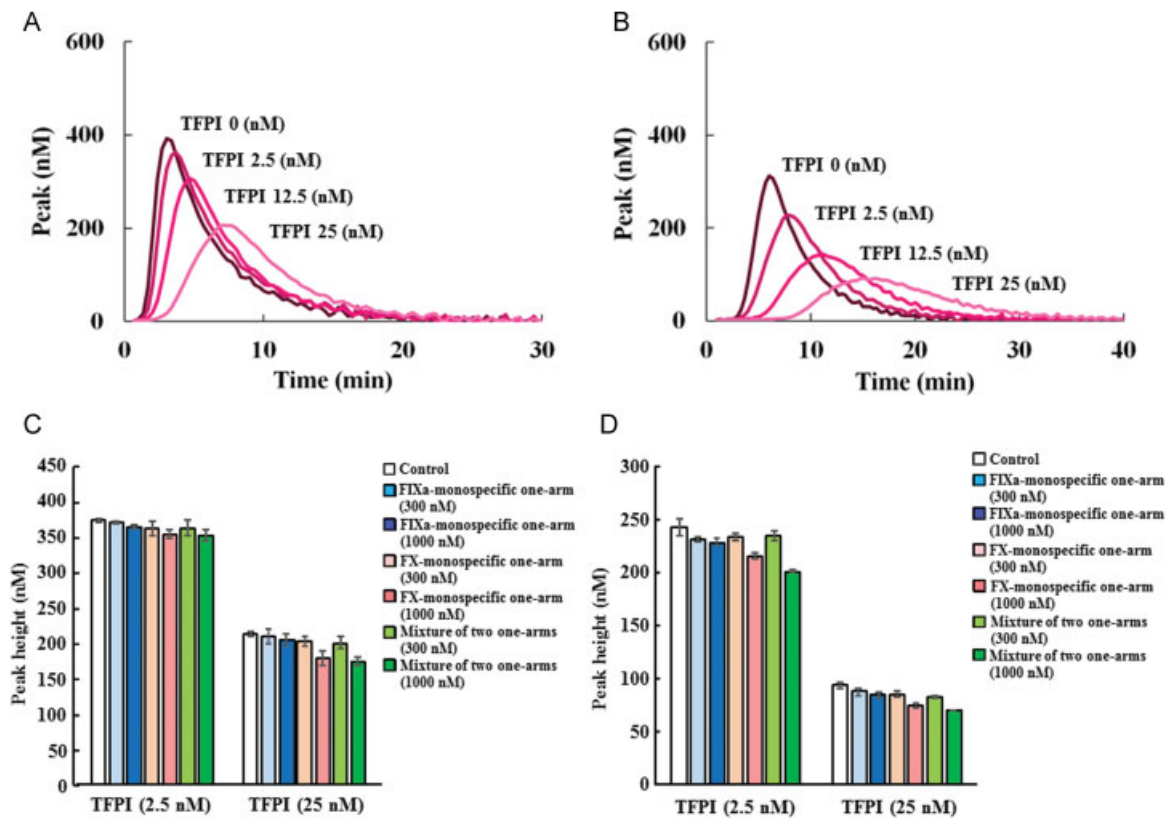 A
600
400
200
0
Peak (nM)
TFPI 0 (nM)
TFPI 2.5 (nM)
TFPI 12.5 (nM)
TFPI 25 (nM)
0 10 20 30
Time (min)
B
600
400
200
0
Peak (nM)
TFPI 0 (nM)
TFPI 2.5 (nM)
TFPI 12.5 (nM)
TFPI 25 (nM)
0 10 20 30 40
Time (min)
C
450
400
350
300
250
200
150
100
50
0
Peak height (nM)
TFPI (2.5 nM) TFPI (25 nM)
Control
FIXa-monospecific one-arm
(300 nM)
FIXa-monospecific one-arm
(1000 nM)
FX-monospecific one-arm
(300 nM)
FX-monospecific one-arm
(1000 nM)
Mixture of two one-arms
(300 nM)
Mixture of two one-arms
(1000 nM)
D
300
250
200
150
100
50
0
Peak height (nM)
TFPI (2.5 nM) TFPI (25 nM)
Control
FIXa-monospecific one-arm
(300 nM)
FIXa-monospecific one-arm
(1000 nM)
FX-monospecific one-arm
(300 nM)
FX-monospecific one-arm
(1000 nM)
Mixture of two one-arms
(300 nM)
Mixture of two one-arms
(1000 nM)